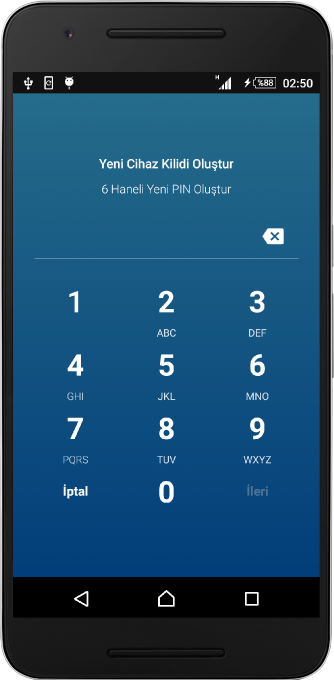 H
%88
02:50
Yeni Cihaz Kilidi Oluştur
6 Haneli Yeni PIN Oluştur
1 2 3
ABC DEF
4 5 6
GHI JKL MNO
7 8 9
PQRS TUV WXYZ
İptal 0 İleri